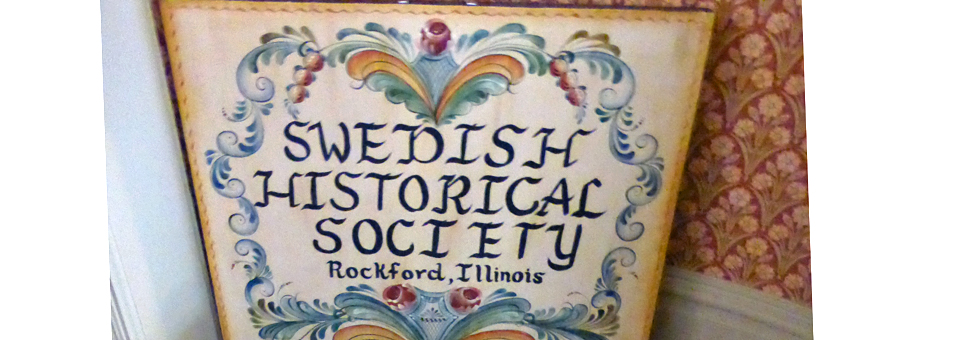 SWEDISH
HISTORICAL
SOCIETY
Rockford, Illinois